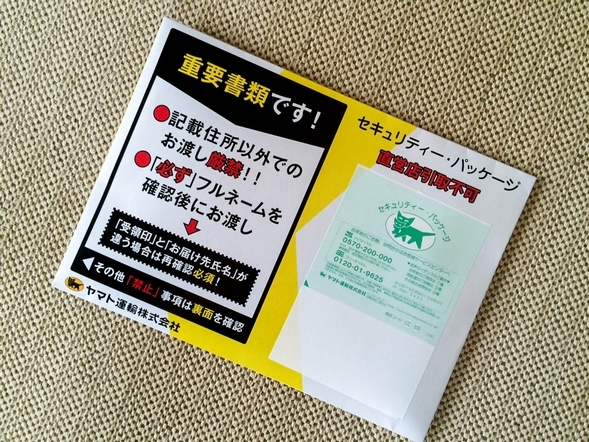 重要書類です!
●記載住所以外での
お渡し厳禁!!
●「必ず」フルネームを
確認後にお渡し
「受領印」と「お届け先氏名」が
違う場合は再確認必須!
その他「禁止」事項は裏面を確認
ヤマト運輸株式会社
セキュリティー・パッケージ
直営店引取不可
セキュリティー・パッケージ
0570-200-000
0120-01-9625
ヤマト運輸株式会社